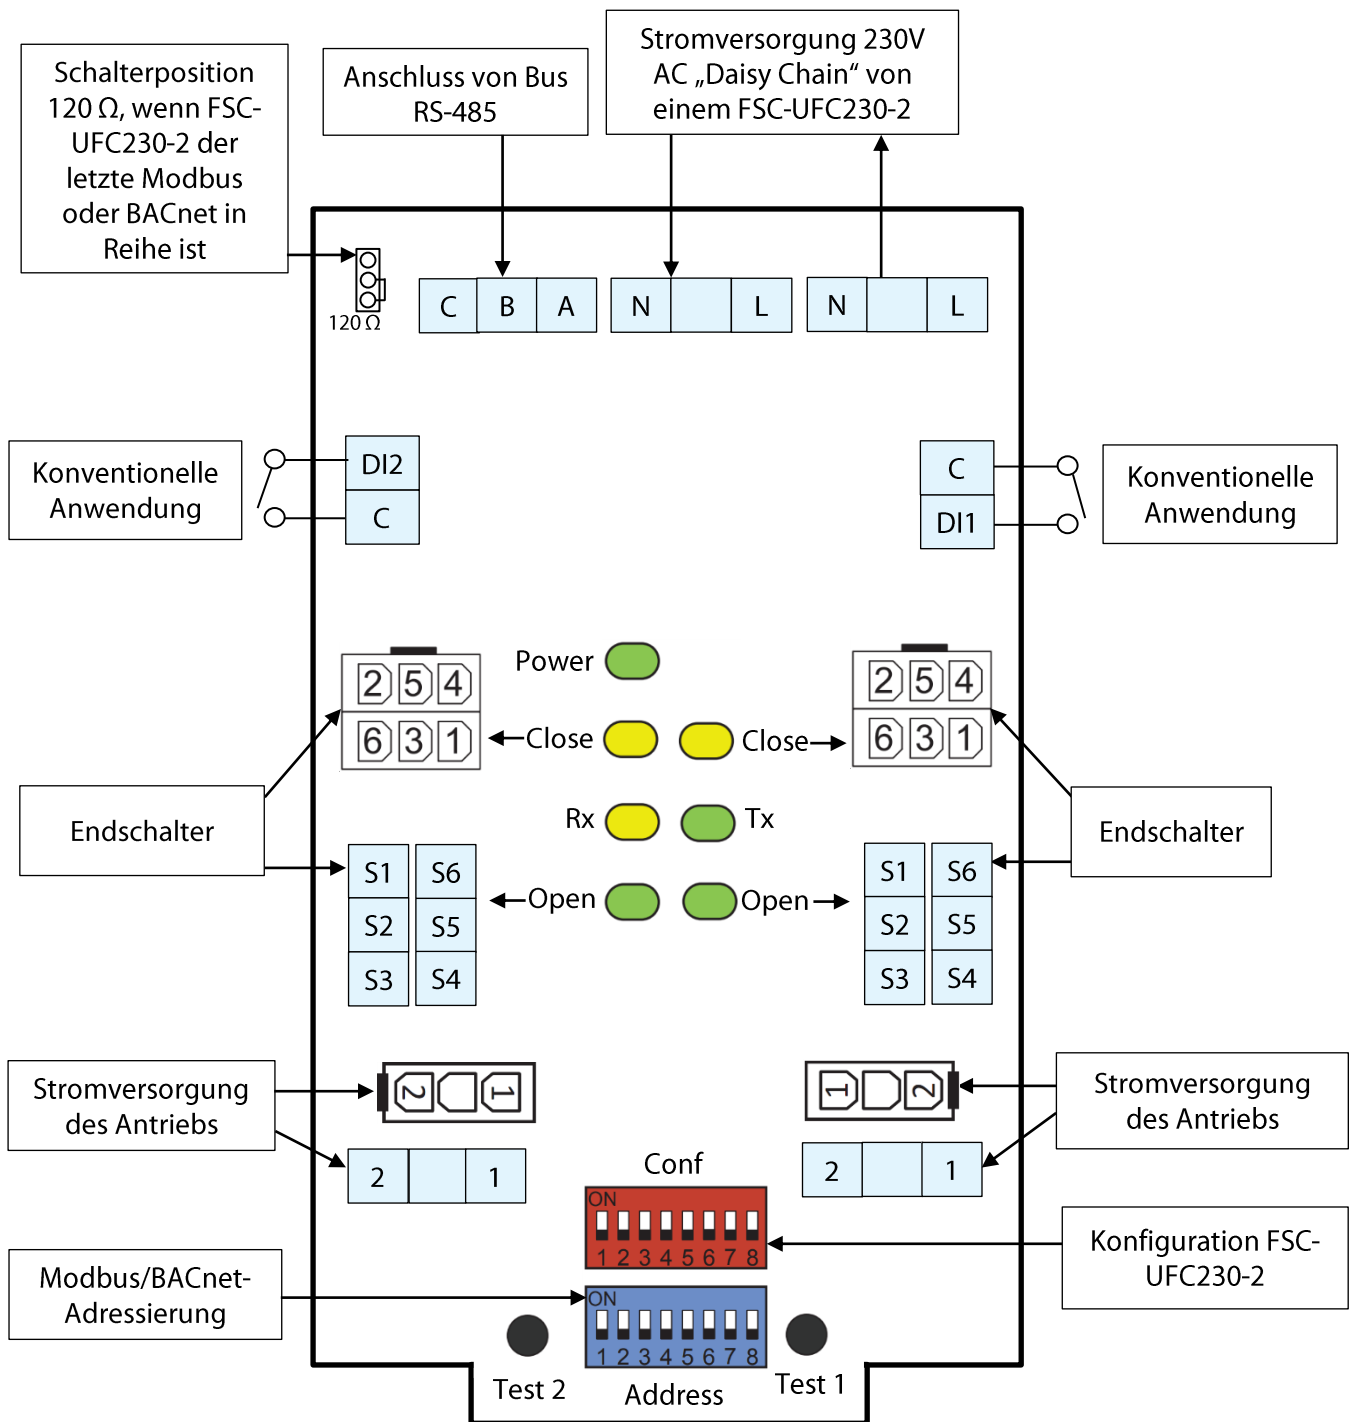 Schalterposition
120 Ω, wenn FSC-
UFC230-2 der
letzte Modbus
oder BACnet in
Reihe ist
Anschluss von Bus
RS-485
Stromversorgung 230V
AC „Daisy Chain“ von
einem FSC-UFC230-2
120 Ω
C B A
N L
N L
Konventionelle
Anwendung
DI2
C
C
DI1
Konventionelle
Anwendung
2 5 4
6 3 1
Power
Close
Close
2 5 4
6 3 1
Endschalter
Rx
Tx
Endschalter
S1 S6
S2 S5
S3 S4
Open
Open
S1 S6
S2 S5
S3 S4
Stromversorgung
des Antriebs
2 1
2 1
1 2
2 1
Stromversorgung
des Antriebs
Conf
ON
1 2 3 4 5 6 7 8
Konfiguration FSC-
UFC230-2
Modbus/BACnet-
Adressierung
ON
1 2 3 4 5 6 7 8
Test 2
Address
Test 1